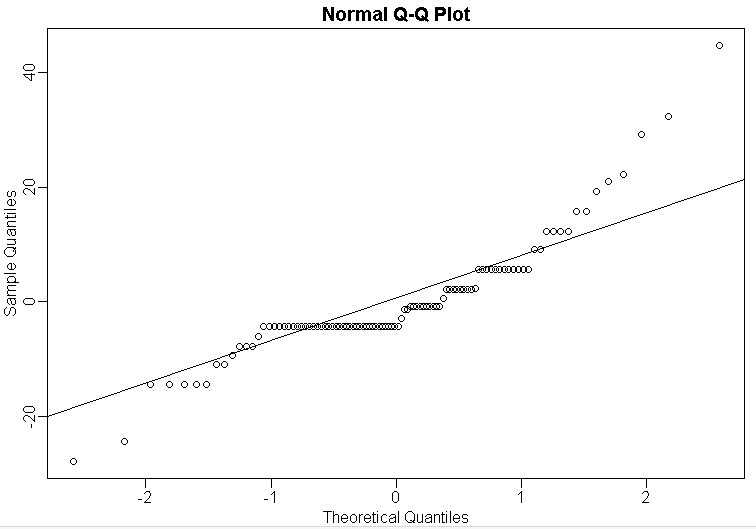 Normal Q-Q Plot
40
20
0
-20
Sample Quantiles
-2 -1 0 1 2
Theoretical Quantiles